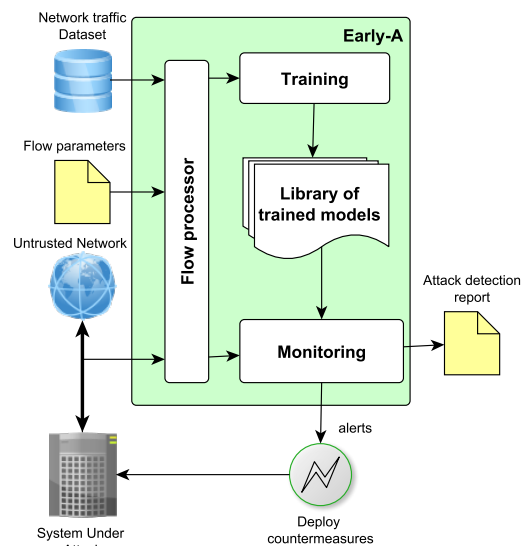 Network traffic
Dataset
Early-A
Training
Flow parameters
Flow processor
Library of
trained models
Untrusted Network
Attack detection
report
Monitoring
alerts
System Under
Deploy
countermeasures